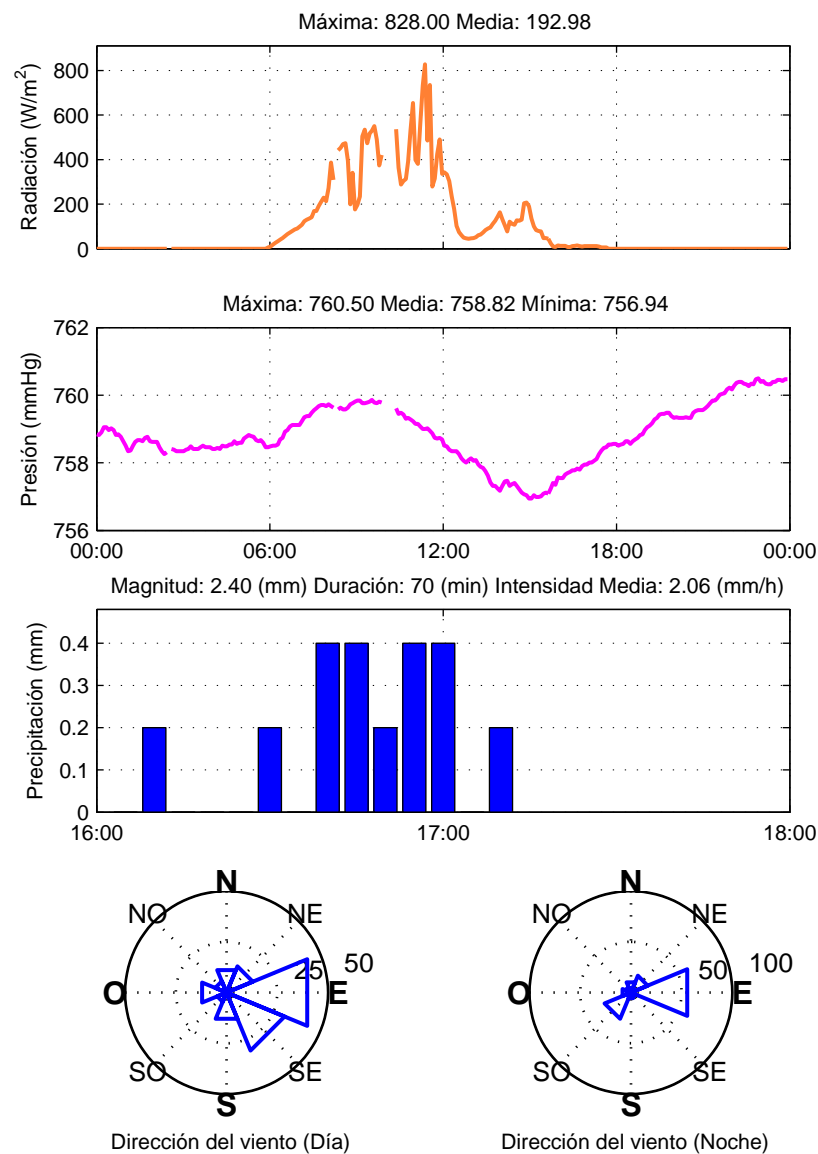 Máxima: 828.00 Media: 192.98
Radiación (W/m²)
800
600
400
200
0
Máxima: 760.50 Media: 758.82 Mínima: 756.94
Presión (mmHg)
762
760
758
756
00:00 06:00 12:00 18:00 00:00
Magnitud: 2.40 (mm) Duración: 70 (min) Intensidad Media: 2.06 (mm/h)
Precipitación (mm)
0.4
0.3
0.2
0.1
0
16:00 17:00 18:00
N N
NO NE NO NE
25 50 50 100
O E O E
SO SE SO SE
S S
Dirección del viento (Día) Dirección del viento (Noche)